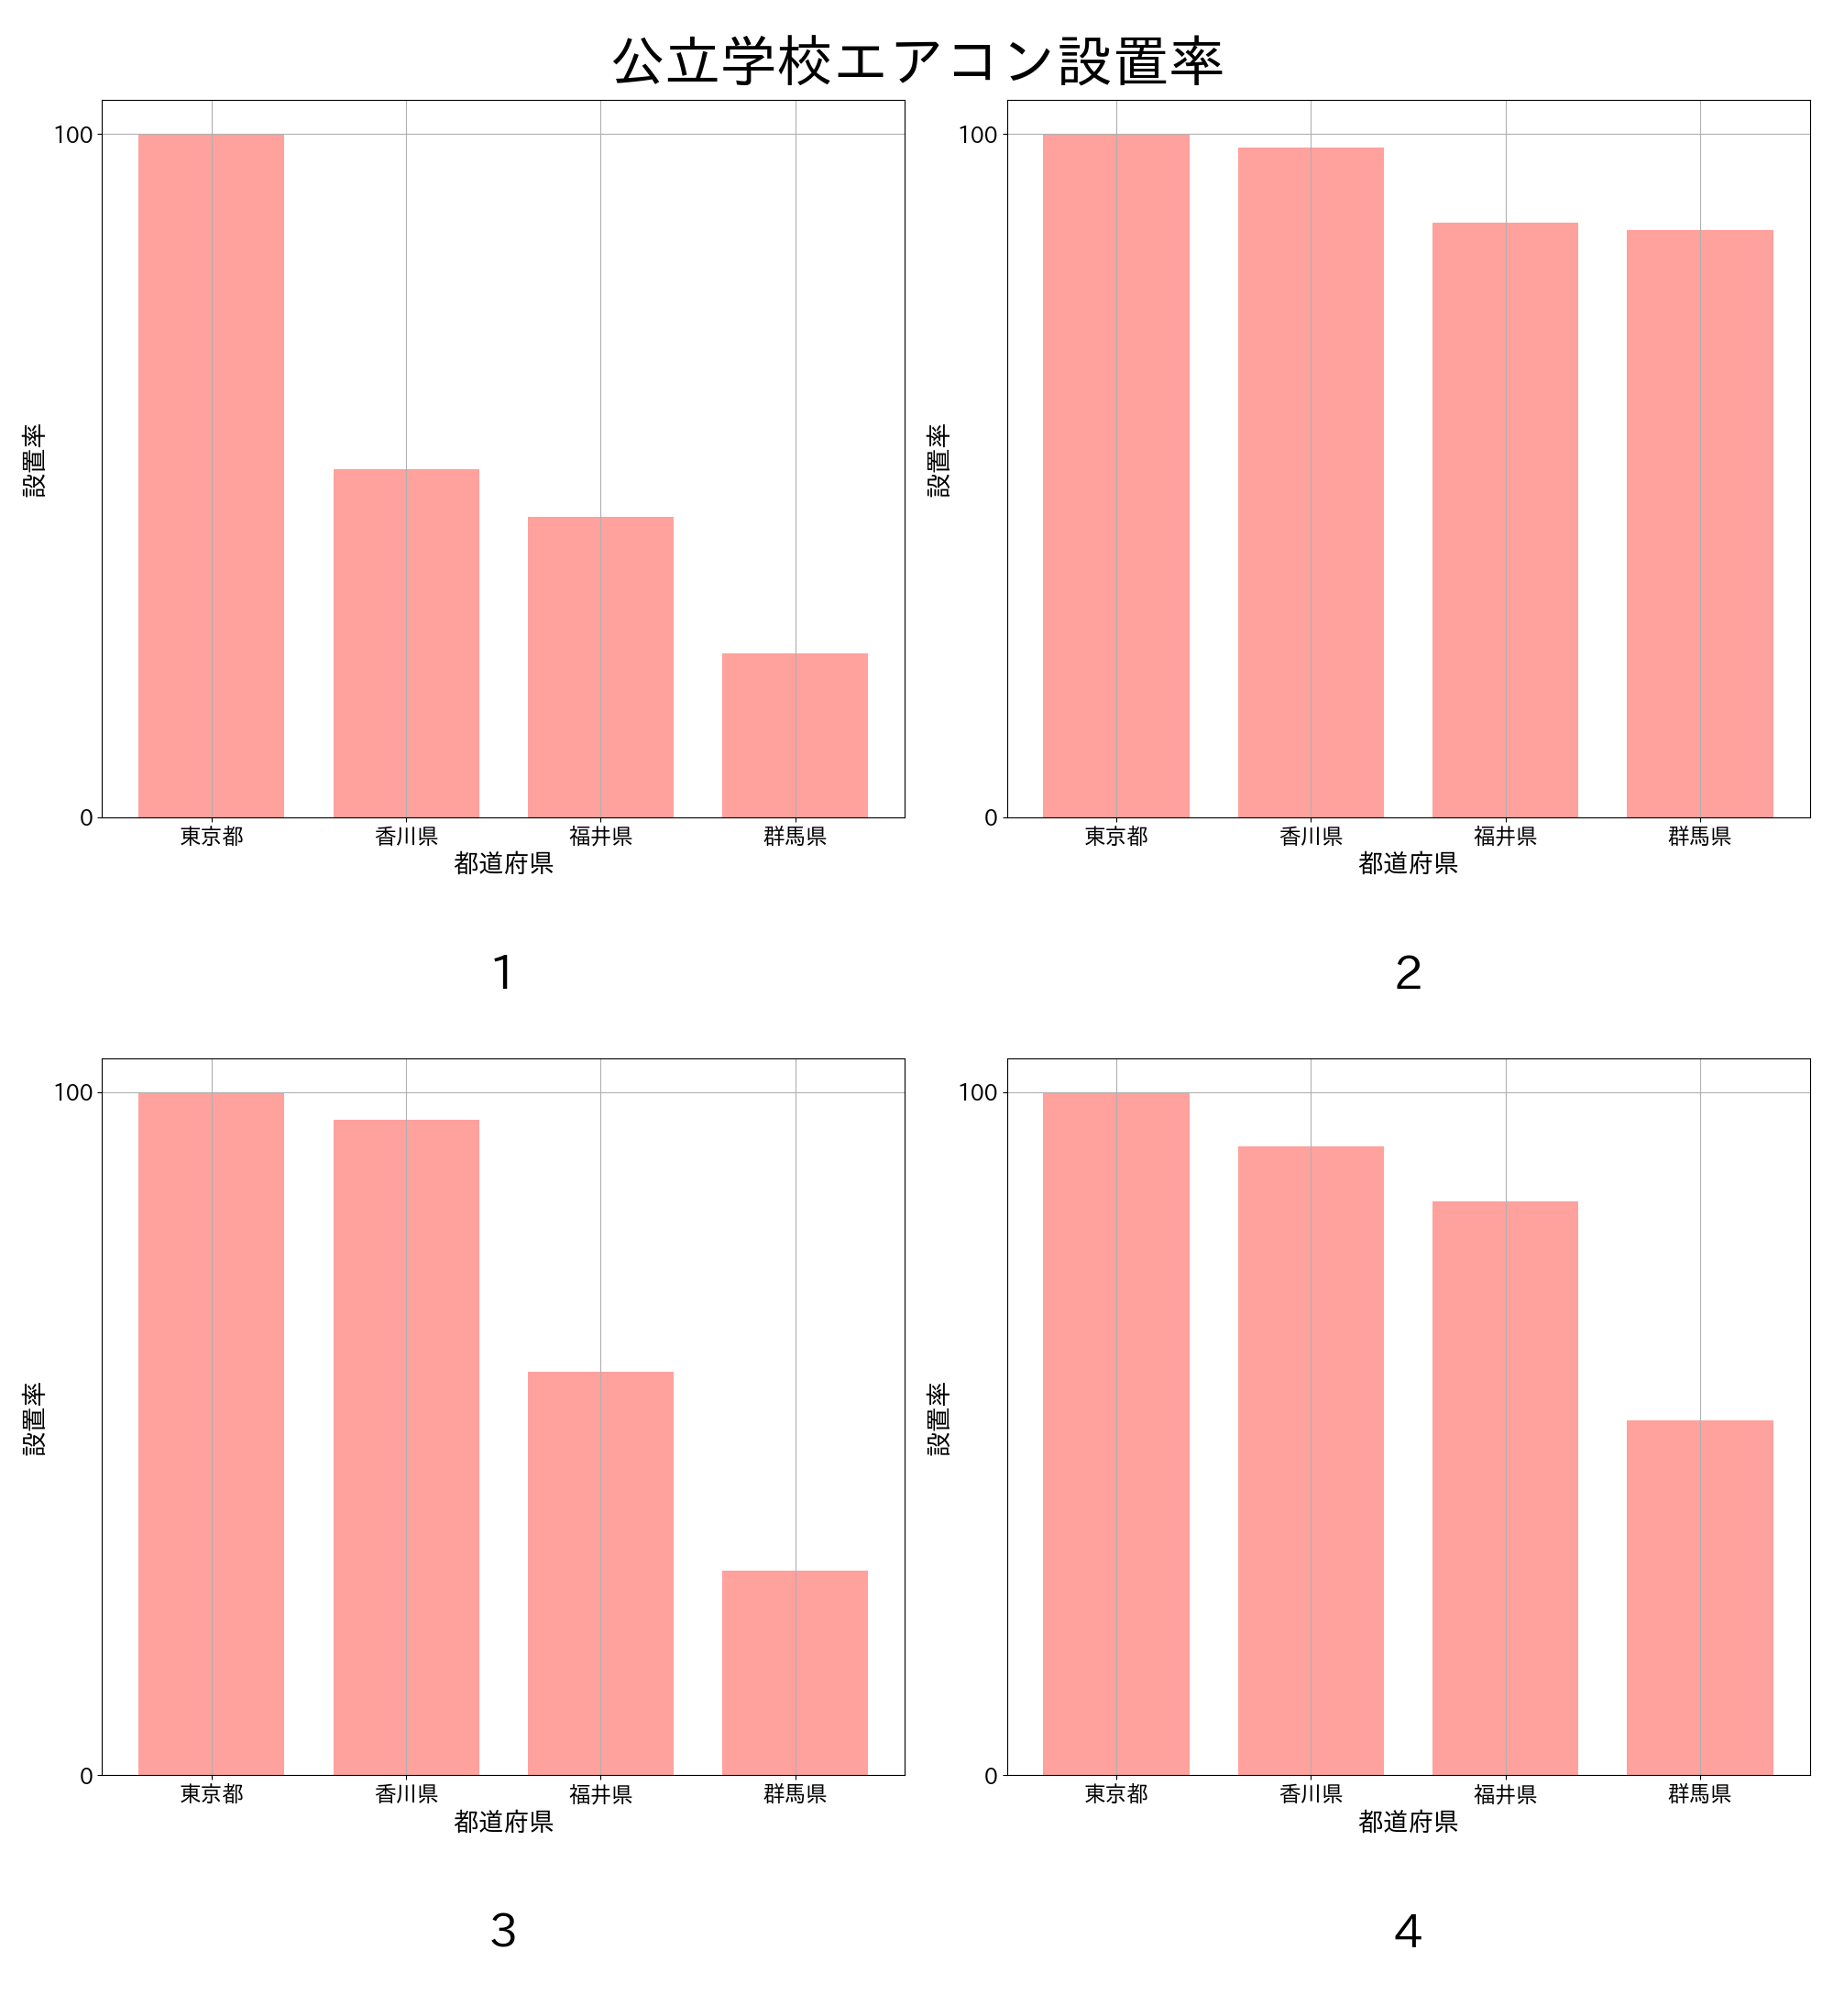 公立学校エアコン設置率
100
0
設置率
東京都 香川県 福井県 群馬県
都道府県
1
100
0
設置率
東京都 香川県 福井県 群馬県
都道府県
2
100
0
設置率
東京都 香川県 福井県 群馬県
都道府県
3
100
0
設置率
東京都 香川県 福井県 群馬県
都道府県
4